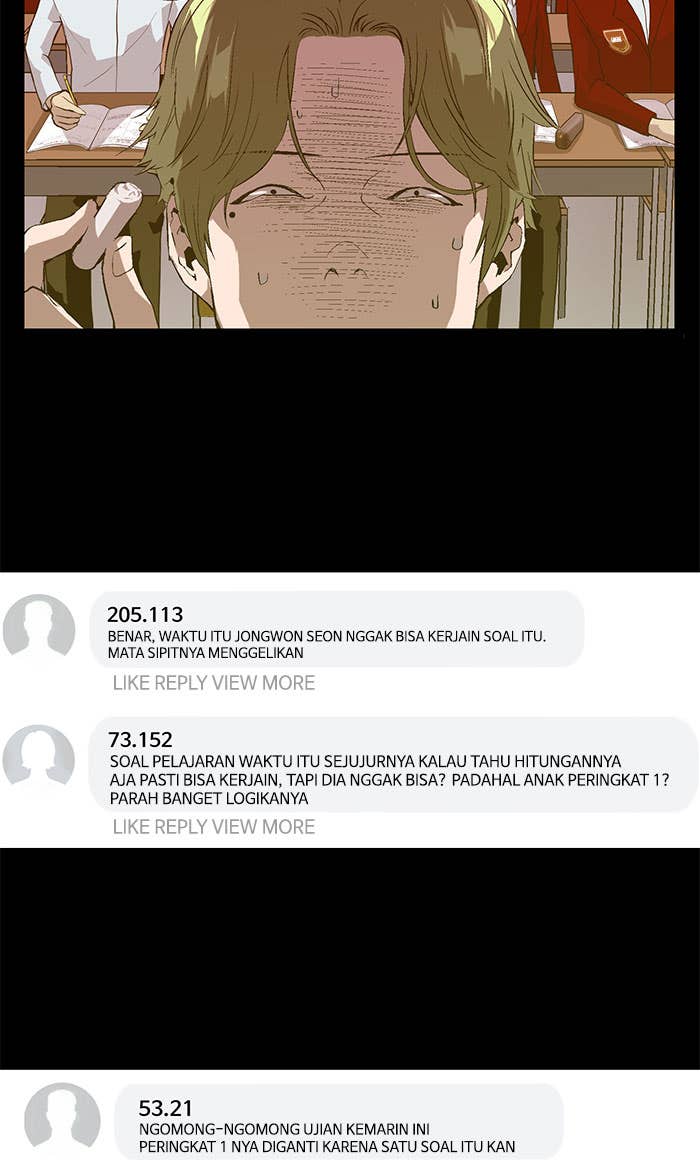 205.113
BENAR, WAKTU ITU JONGWON SEON NGGAK BISA KERJAIN SOAL ITU.
MATA SIPITNYA MENGGELIKAN
LIKE REPLY VIEW MORE
73.152
SOAL PELAJARAN WAKTU ITU SEJUJURNYA KALAU TAHU HITUNGANNYA
AJA PASTI BISA KERJAIN, TAPI DIA NGGAK BISA? PADAHAL ANAK PERINGKAT 1?
PARAH BANGET LOGIKANYA
LIKE REPLY VIEW MORE
53.21
NGOMONG-NGOMONG UJIAN KEMARIN INI
PERINGKAT 1 NYA DIGANTI KARENA SATU SOAL ITU KAN